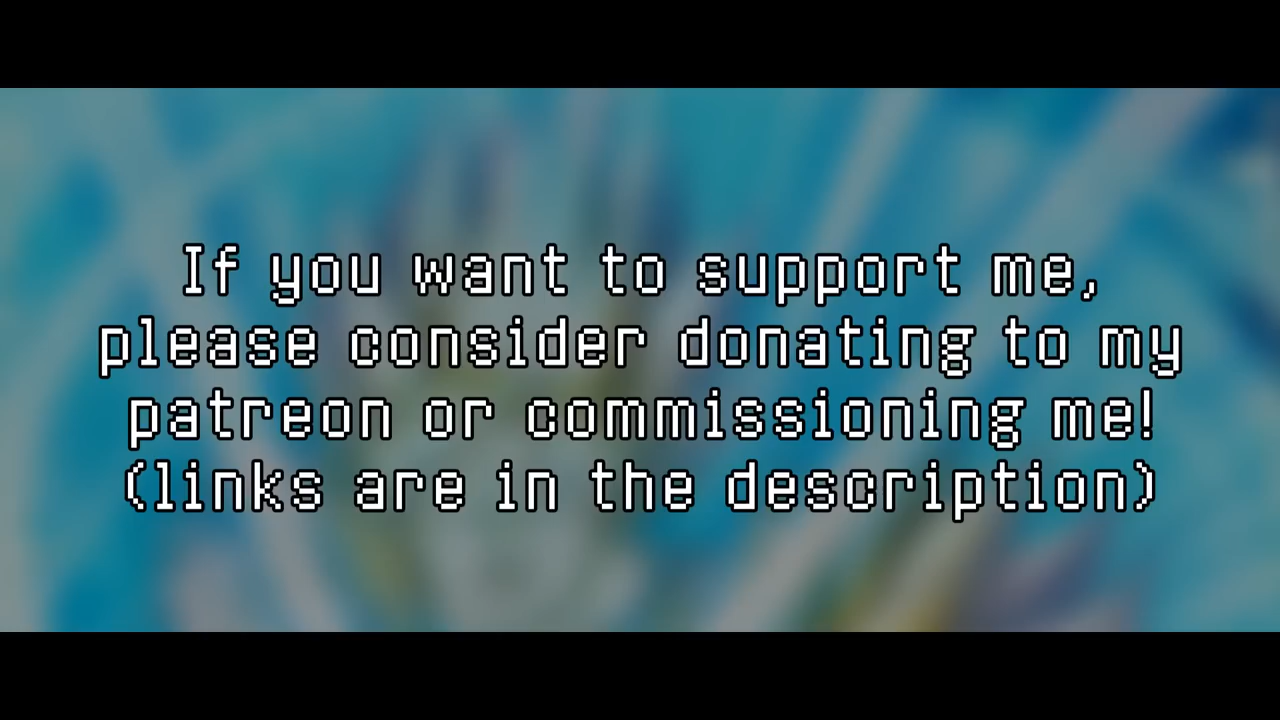 If you want to support me,
please consider donating to my
patreon or commissioning me!
(links are in the description)